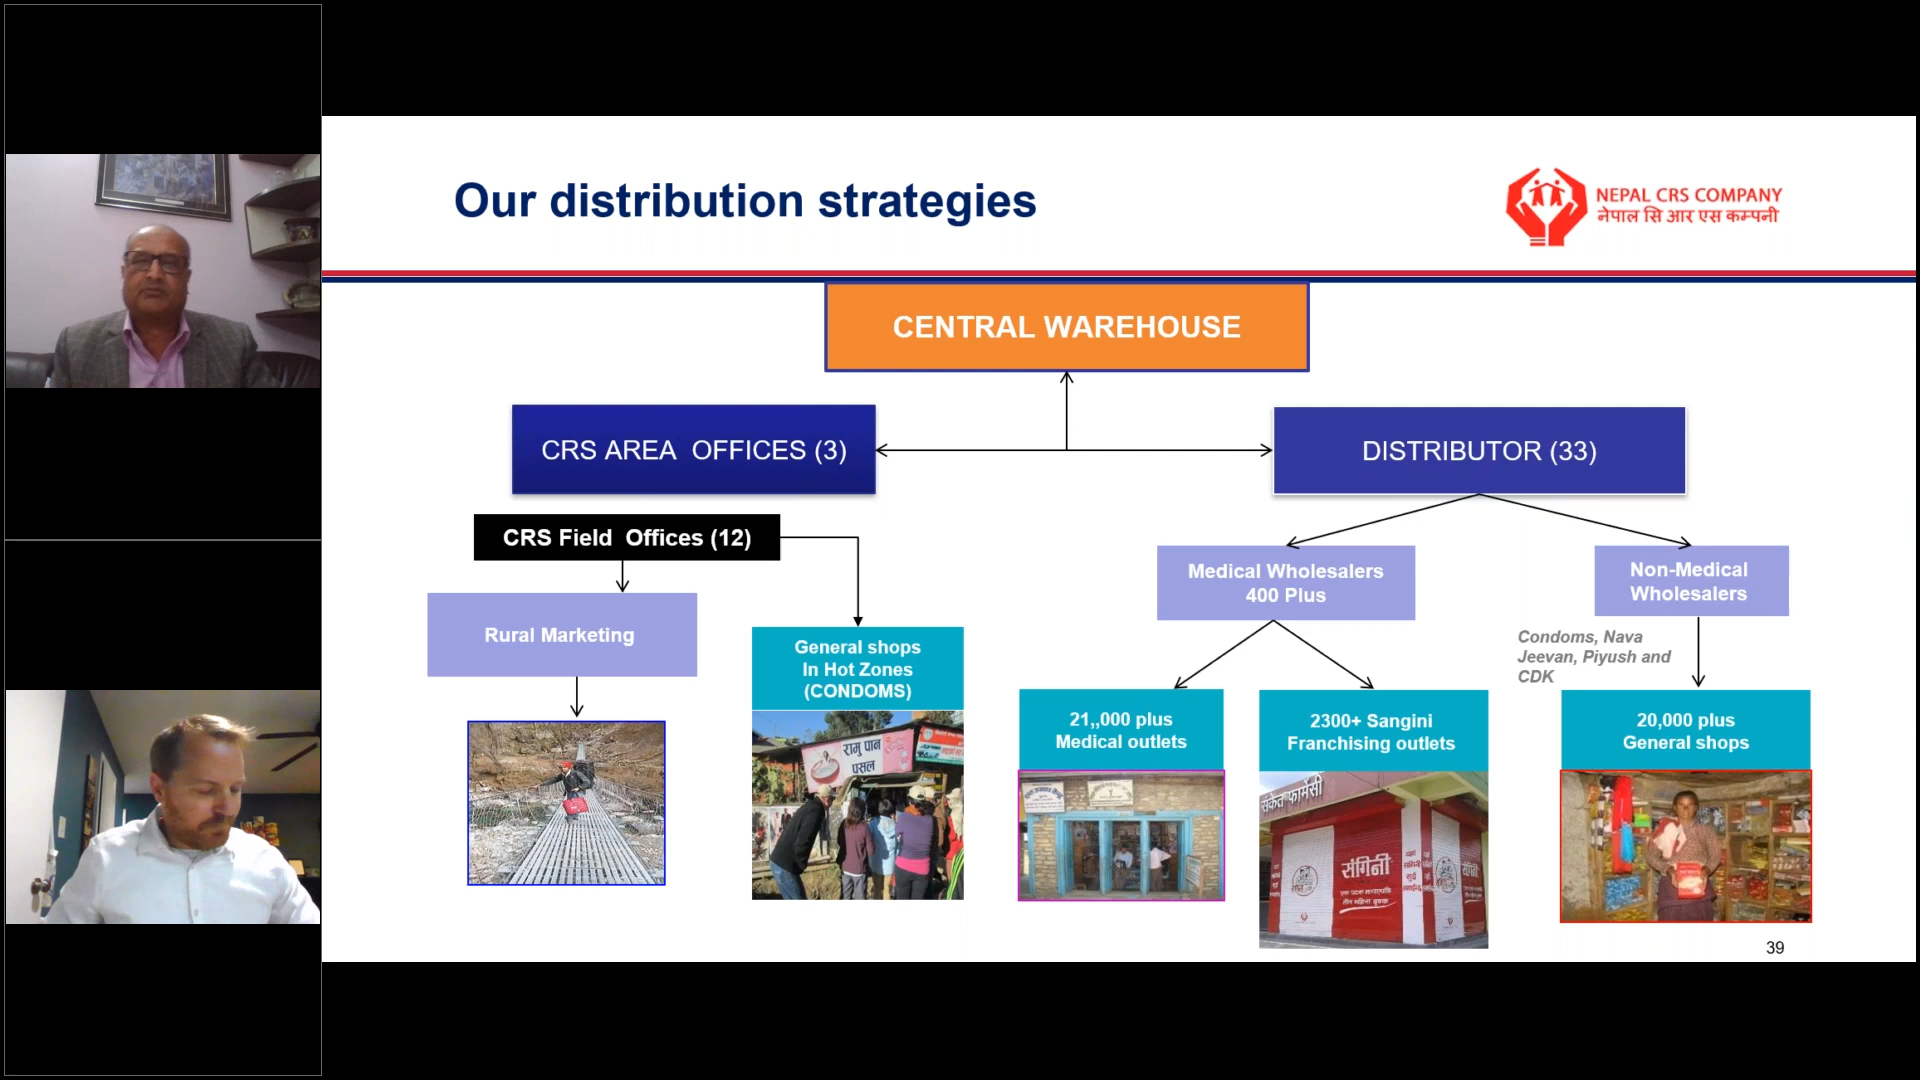 Our distribution strategies
NEPAL CRS COMPANY
नेपाल सि आर एस कम्पनी
CENTRAL WAREHOUSE
CRS AREA OFFICES (3)
DISTRIBUTOR (33)
CRS Field Offices (12)
Rural Marketing
General shops
In Hot Zones
(CONDOMS)
Medical Wholesalers
400 Plus
Non-Medical
Wholesalers
Condoms, Nava
Jeevan, Piyush and
CDK
21,,000 plus
Medical outlets
2300+ Sangini
Franchising outlets
20,000 plus
General shops
रामु पान
पसल
संकेत फार्मेसी
संगिनी
39